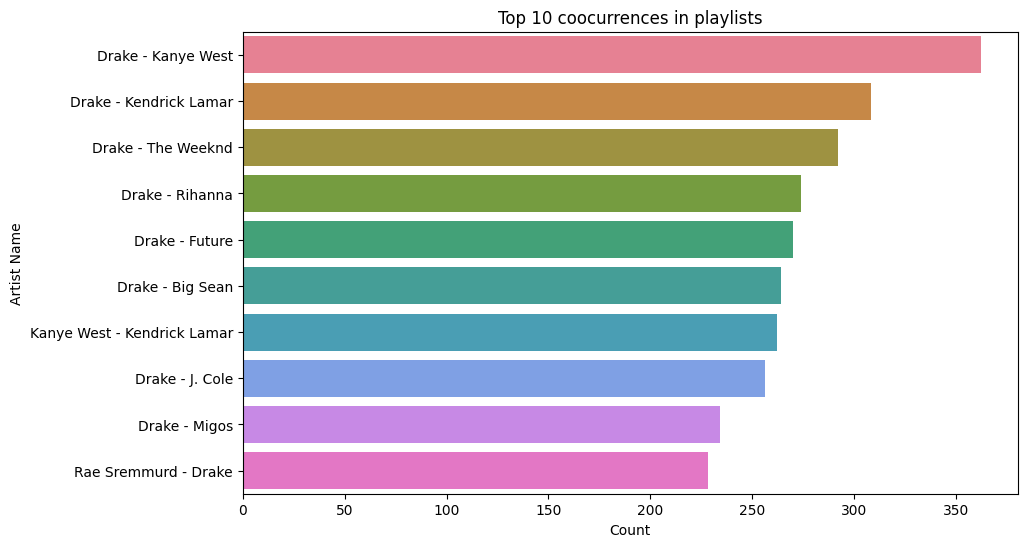 Top 10 coocurrences in playlists
Artist Name
Drake - Kanye West
Drake - Kendrick Lamar
Drake - The Weeknd
Drake - Rihanna
Drake - Future
Drake - Big Sean
Kanye West - Kendrick Lamar
Drake - J. Cole
Drake - Migos
Rae Sremmurd - Drake
0 50 100 150 200 250 300 350
Count